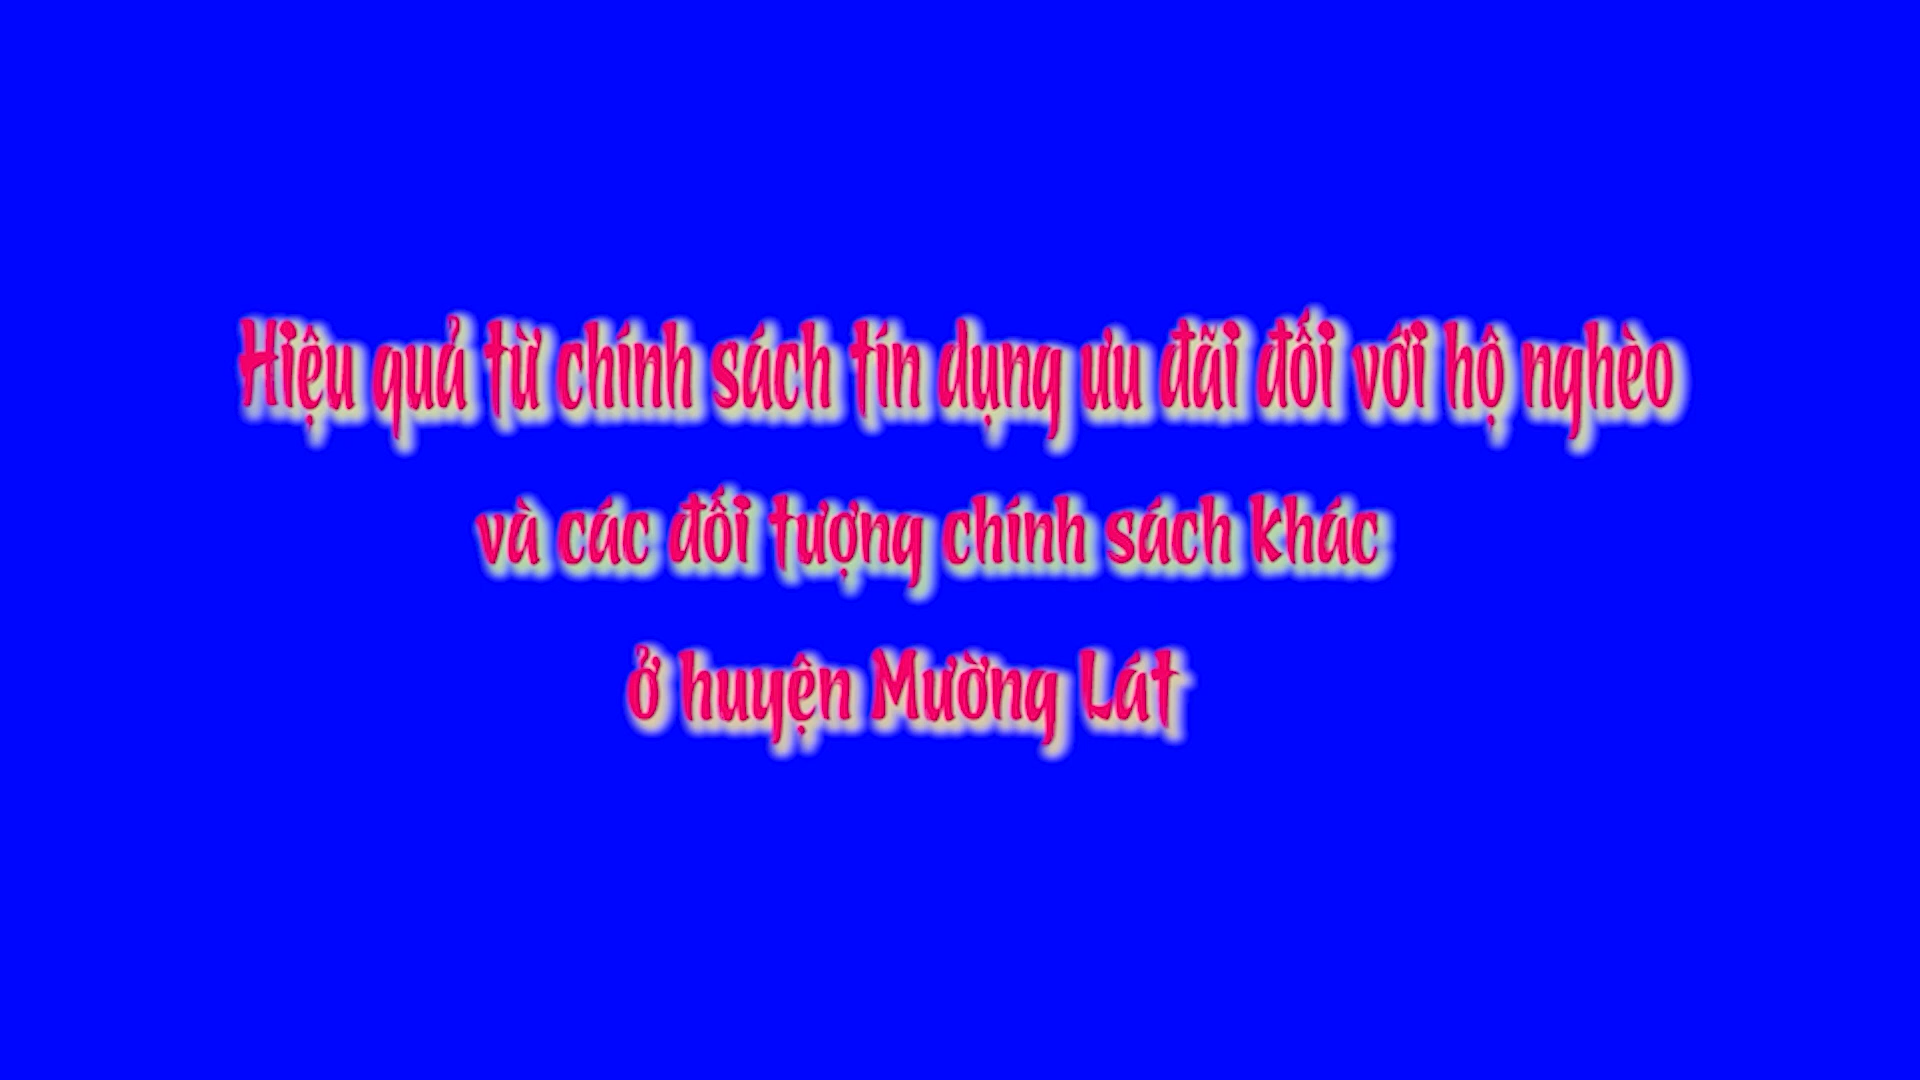 Hiệu quả từ chính sách tín dụng ưu đãi đối với hộ nghèo
và các đối tượng chính sách khác
ở huyện Mường Lát